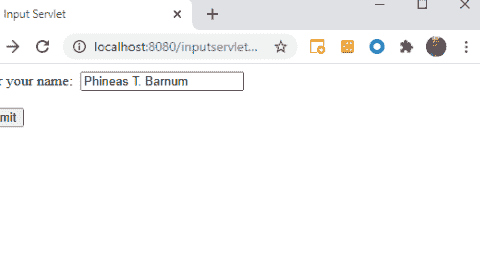 Input Servlet
localhost:8080/inputservlet...
r your name: Phineas T. Barnum
mit